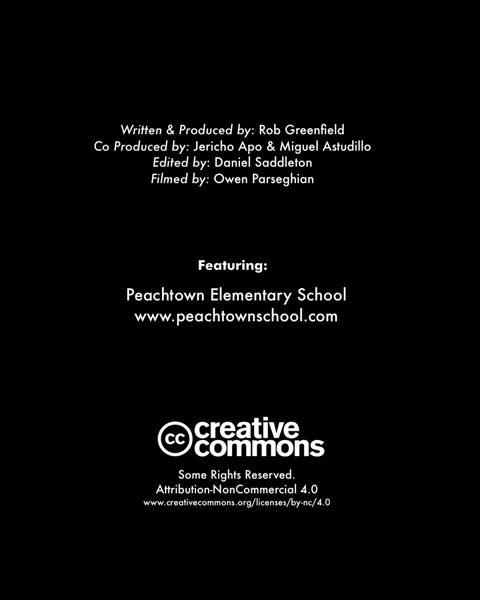 Written & Produced by: Rob Greenfield
Co Produced by: Jericho Apo & Miguel Astudillo
Edited by: Daniel Saddleton
Filmed by: Owen Parseghian
Featuring:
Peachtown Elementary School
www.peachtownschool.com
cc creative
commons
Some Rights Reserved.
Attribution-NonCommercial 4.0
www.creativecommons.org/licenses/by-nc/4.0